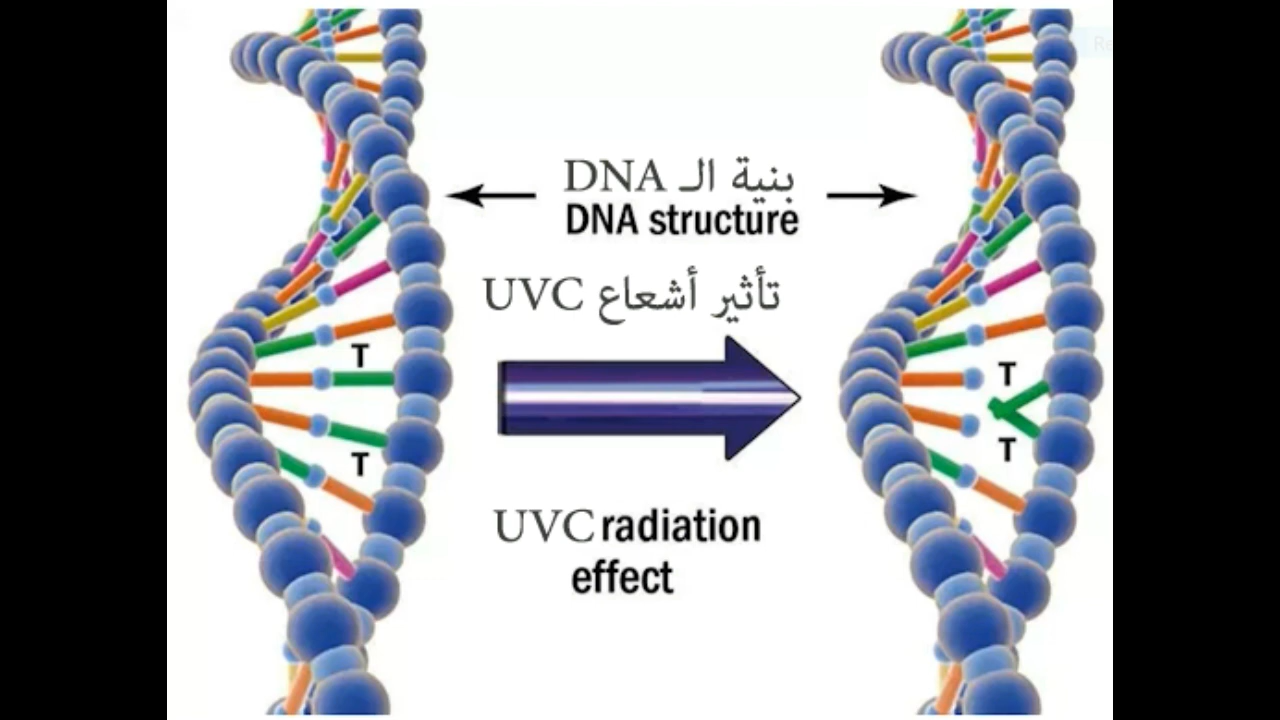 بنية الـ DNA
DNA structure
تأثير أشعاع UVC
T
T
T
T
UVC radiation
effect